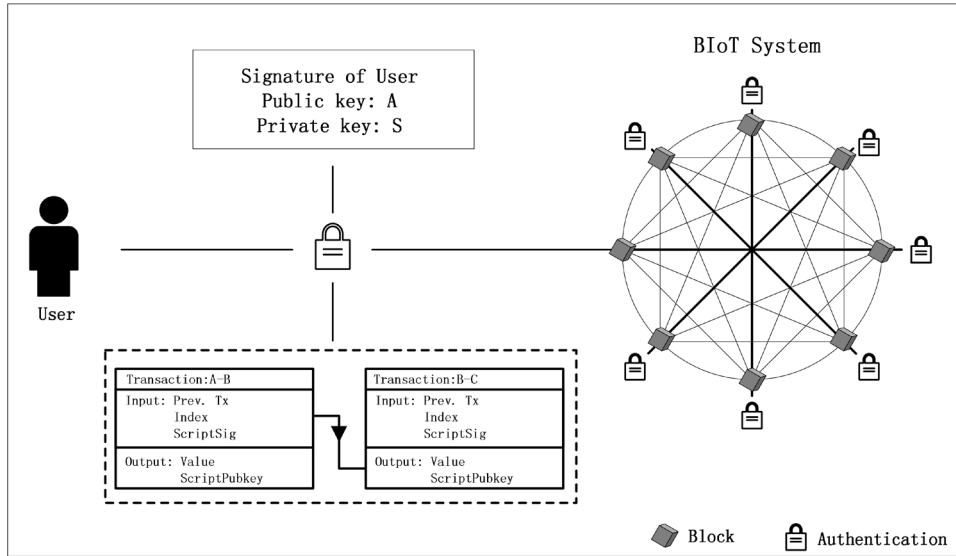 BIoT System
Signature of User
Public key: A
Private key: S
User
Transaction:A-B
Input: Prev. Tx
Index
ScriptSig
Output: Value
ScriptPubkey
Transaction:B-C
Input: Prev. Tx
Index
ScriptSig
Output: Value
ScriptPubkey
Block
Authentication